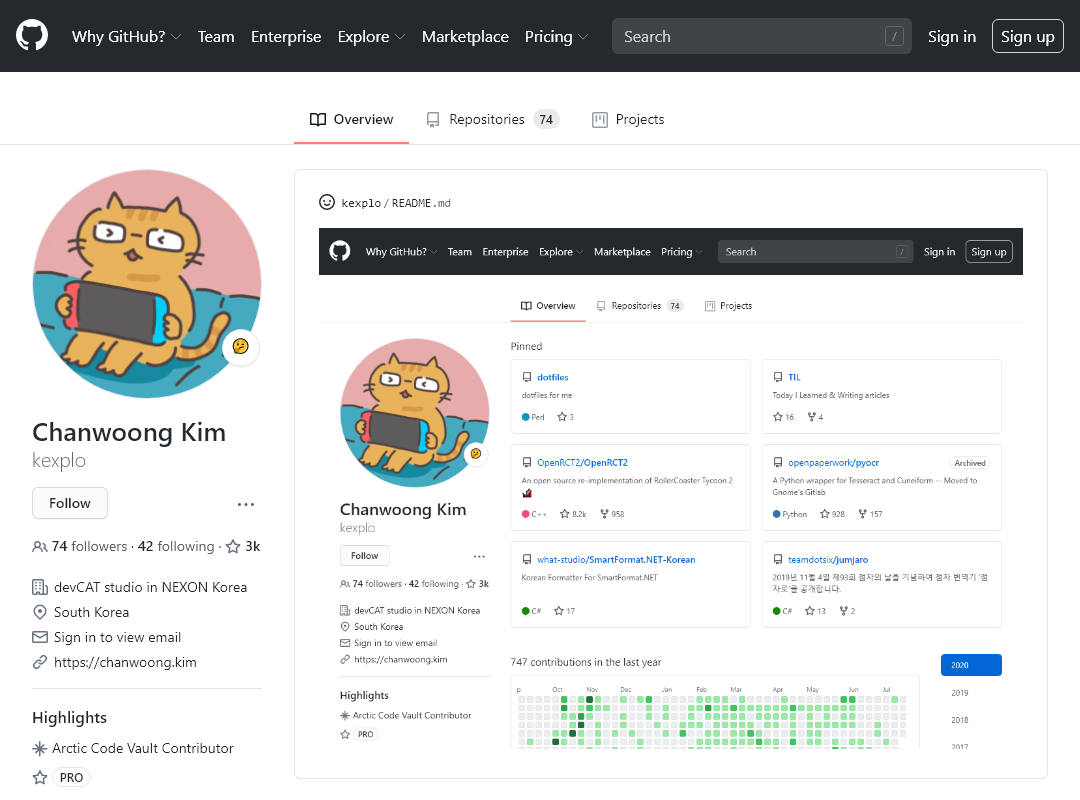 Why GitHub? Team Enterprise Explore Marketplace Pricing Search / Sign in Sign up
Overview Repositories 74 Projects
Chanwoong Kim
kexplo
Follow ...
74 followers · 42 following · 3k
devCAT studio in NEXON Korea
South Korea
Sign in to view email
https://chanwoong.kim
Highlights
Arctic Code Vault Contributor
PRO
kexplo/README.md
Why GitHub? Team Enterprise Explore Marketplace Pricing Search / Sign in Sign up
Overview Repositories 74 Projects
Chanwoong Kim
kexplo
Follow ...
74 followers · 42 following · 3k
devCAT studio in NEXON Korea
South Korea
Sign in to view email
https://chanwoong.kim
Highlights
Arctic Code Vault Contributor
PRO
Pinned
dotfiles
dotfiles for me
Perl 3
TIL
Today I Learned & Writing articles
16 4
OpenRCT2/OpenRCT2
An open source re-implementation of RollerCoaster Tycoon 2
C++ 8.2k 958
openpaperwork/pyocr Archived
A Python wrapper for Tesseract and Cuneiform -- Moved to
Gnome's Gitlab
Python 928 157
what-studio/SmartFormat.NET-Korean
Korean Formatter For SmartFormat.NET
C# 17
teamdotsix/jumjaro
2019년 11월 4일 제93회 점자의 날을 기념하며 점자 번역기 '점
자로'를 공개합니다.
C# 13 2
747 contributions in the last year
p Oct Nov Dec Jan Feb Mar Apr May Jun Jul
2020
2019
2018
2017